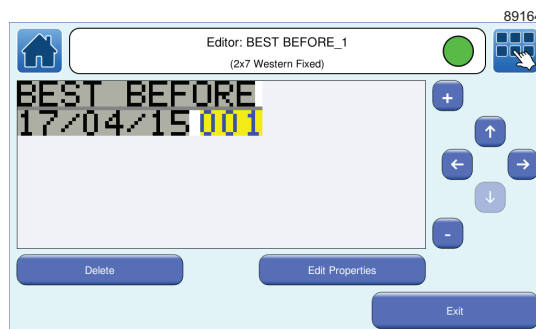 89164
Editor: BEST BEFORE_1
(2x7 Western Fixed)
BEST BEFORE
17/04/15 001
+
-
Delete
Edit Properties
Exit